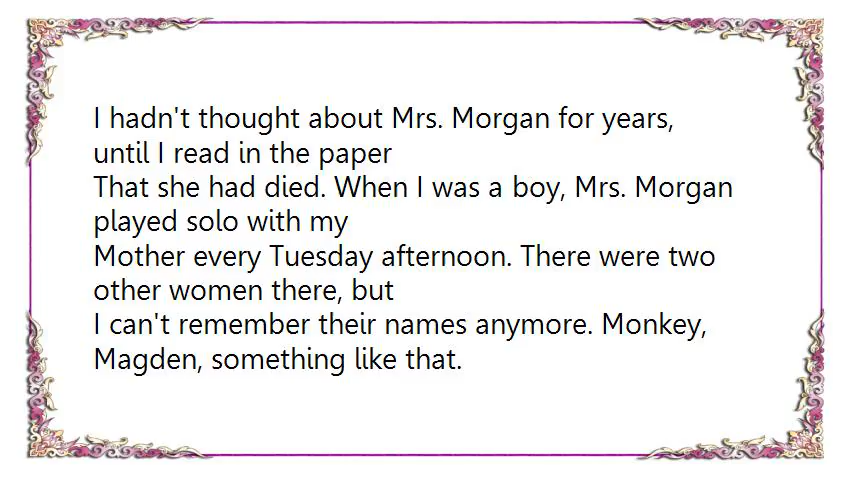 I hadn't thought about Mrs. Morgan for years,
until I read in the paper
That she had died. When I was a boy, Mrs. Morgan
played solo with my
Mother every Tuesday afternoon. There were two
other women there, but
I can't remember their names anymore. Monkey,
Magden, something like that.